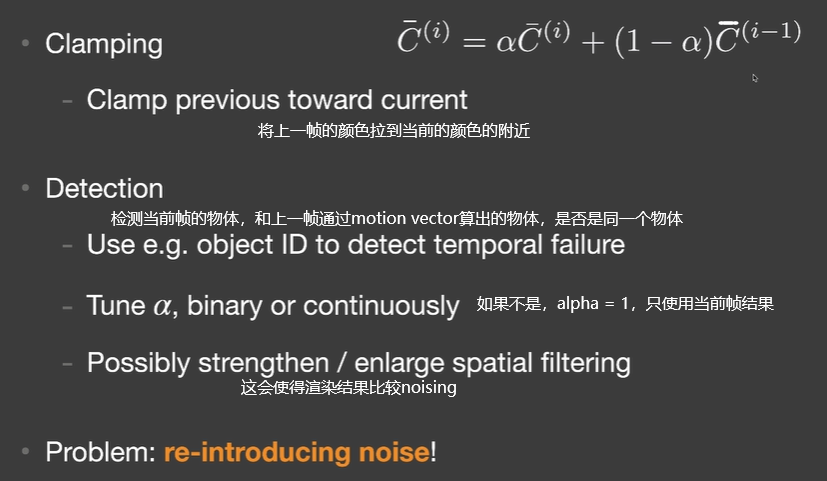 • Clamping
C̄⁽ⁱ⁾ = αC̄⁽ⁱ⁾ + (1 − α)C̿⁽ⁱ⁻¹⁾
– Clamp previous toward current
将上一帧的颜色拉到当前的颜色的附近
• Detection
检测当前帧的物体，和上一帧通过motion vector算出的物体，是否是同一个物体
– Use e.g. object ID to detect temporal failure
– Tune α, binary or continuously 如果不是，alpha = 1，只使用当前帧结果
– Possibly strengthen / enlarge spatial filtering
这会使得渲染结果比较noising
• Problem: re-introducing noise!